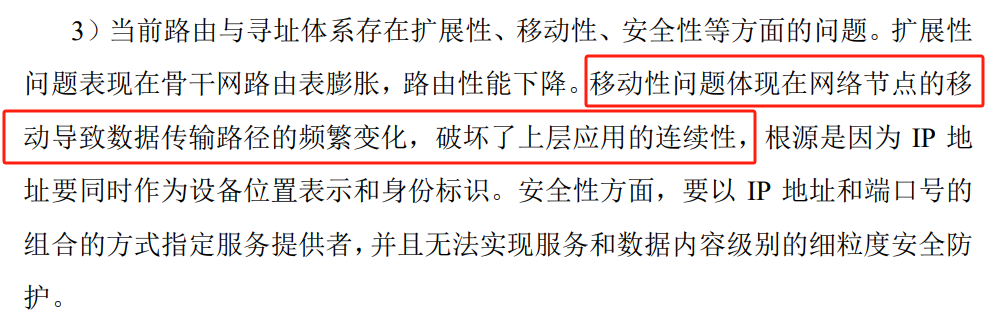 3）当前路由与寻址体系存在扩展性、移动性、安全性等方面的问题。扩展性
问题表现在骨干网路由表膨胀，路由性能下降。移动性问题体现在网络节点的移
动导致数据传输路径的频繁变化，破坏了上层应用的连续性，根源是因为 IP 地
址要同时作为设备位置表示和身份标识。安全性方面，要以 IP 地址和端口号的
组合的方式指定服务提供者，并且无法实现服务和数据内容级别的细粒度安全防
护。